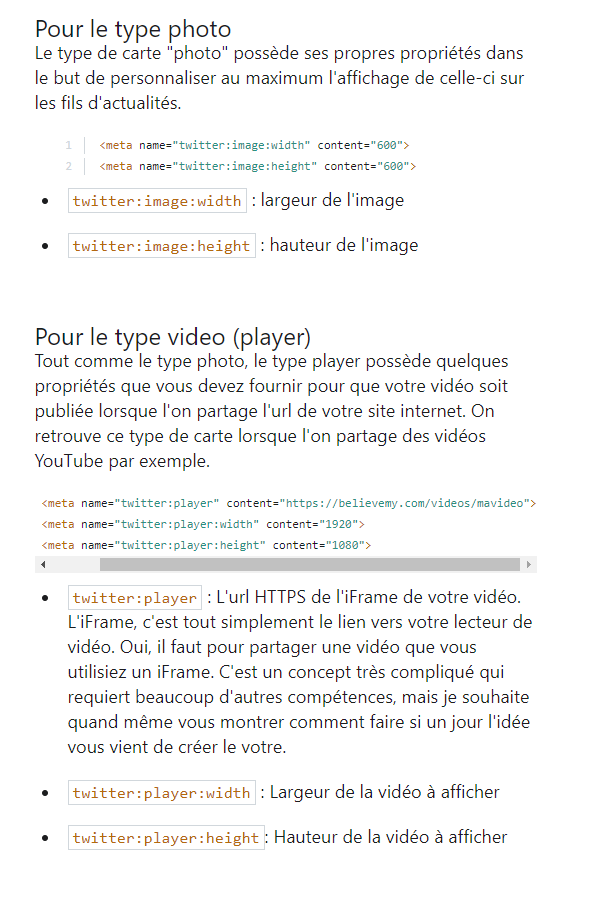 Pour le type photo
Le type de carte "photo" possède ses propres propriétés dans
le but de personnaliser au maximum l'affichage de celle-ci sur
les fils d'actualités.
1 <meta name="twitter:image:width" content="600">
2 <meta name="twitter:image:height" content="600">
• twitter:image:width : largeur de l'image
• twitter:image:height : hauteur de l'image
Pour le type video (player)
Tout comme le type photo, le type player possède quelques
propriétés que vous devez fournir pour que votre vidéo soit
publiée lorsque l'on partage l'url de votre site internet. On
retrouve ce type de carte lorsque l'on partage des vidéos
YouTube par exemple.
<meta name="twitter:player" content="https://believemy.com/videos/mavideo">
<meta name="twitter:player:width" content="1920">
<meta name="twitter:player:height" content="1080">
• twitter:player : L'url HTTPS de l'iFrame de votre vidéo.
L'iFrame, c'est tout simplement le lien vers votre lecteur de
vidéo. Oui, il faut pour partager une vidéo que vous
utilisiez un iFrame. C'est un concept très compliqué qui
requiert beaucoup d'autres compétences, mais je souhaite
quand même vous montrer comment faire si un jour l'idée
vous vient de créer le votre.
• twitter:player:width : Largeur de la vidéo à afficher
• twitter:player:height : Hauteur de la vidéo à afficher